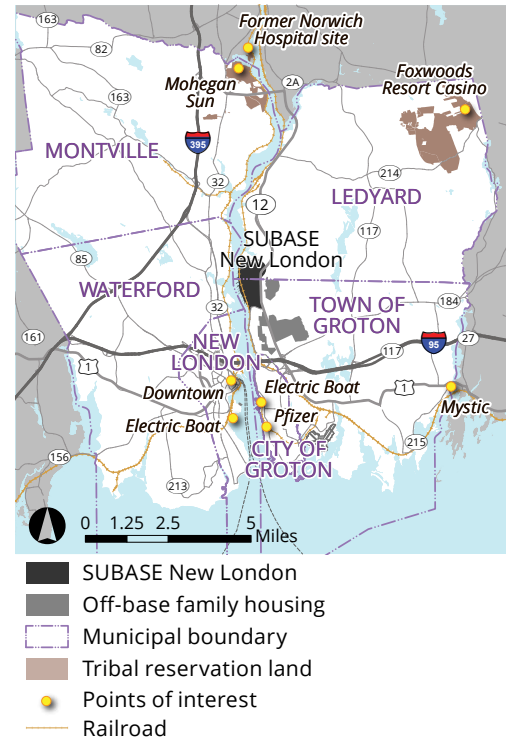 163
Former Norwich
Hospital site
82
Mohegan
Sun
2A
Foxwoods
Resort Casino
163
395
MONTVILLE
214
32
LEDYARD
12
117
SUBASE
New London
85
WATERFORD
TOWN OF
GROTON
184
32
161
NEW
LONDON
95
27
117
1
Downtown
Electric Boat
1
Mystic
Electric Boat
Pfizer
CITY OF
GROTON
215
156
213
0 1.25 2.5 5
Miles
SUBASE New London
Off-base family housing
Municipal boundary
Tribal reservation land
Points of interest
Railroad